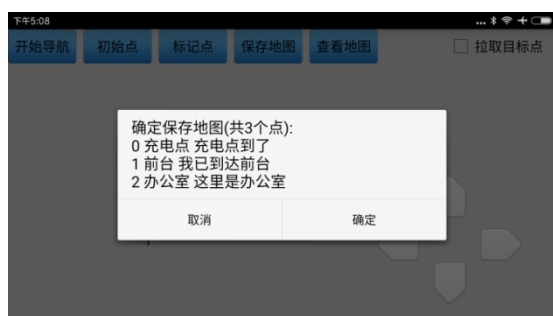 下午5:08
...
开始导航 初始点 标记点 保存地图 查看地图 拉取目标点
确定保存地图(共3个点):
0 充电点 充电点到了
1 前台 我已到达前台
2 办公室 这里是办公室
取消 确定